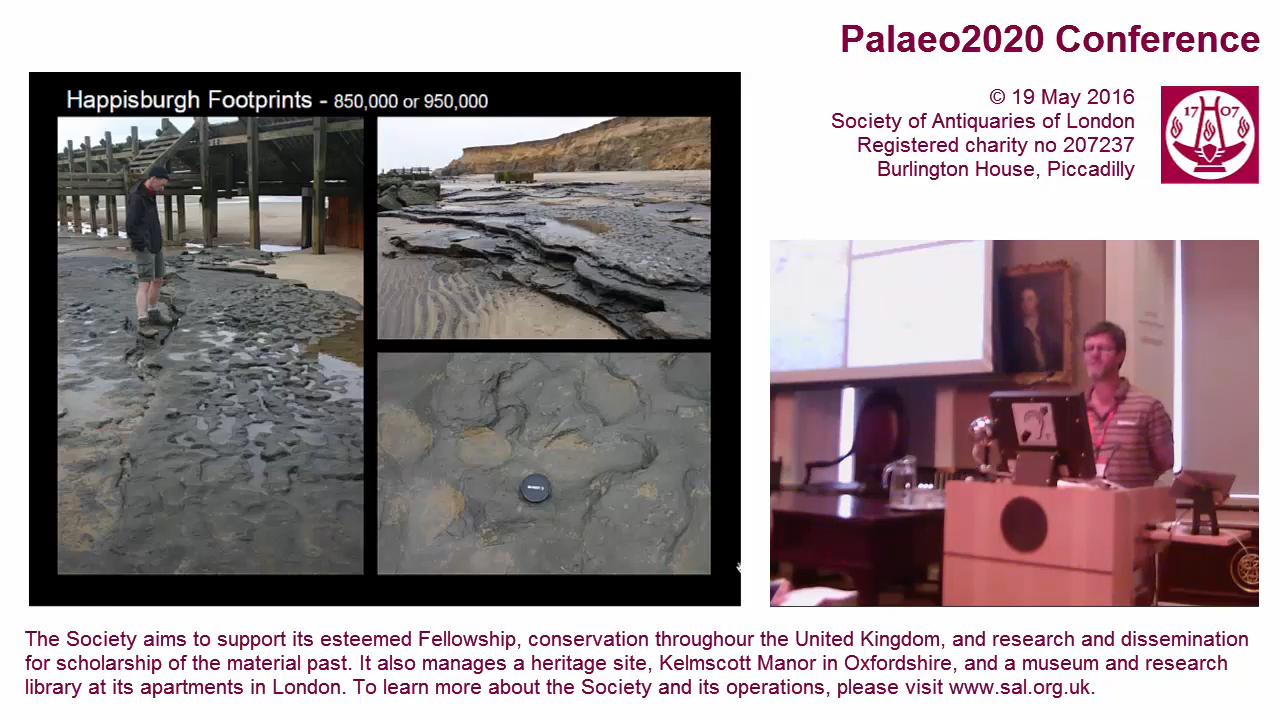 Palaeo2020 Conference
Happisburgh Footprints - 850,000 or 950,000
© 19 May 2016
Society of Antiquaries of London
Registered charity no 207237
Burlington House, Piccadilly
17 07
The Society aims to support its esteemed Fellowship, conservation throughour the United Kingdom, and research and dissemination
for scholarship of the material past. It also manages a heritage site, Kelmscott Manor in Oxfordshire, and a museum and research
library at its apartments in London. To learn more about the Society and its operations, please visit www.sal.org.uk.